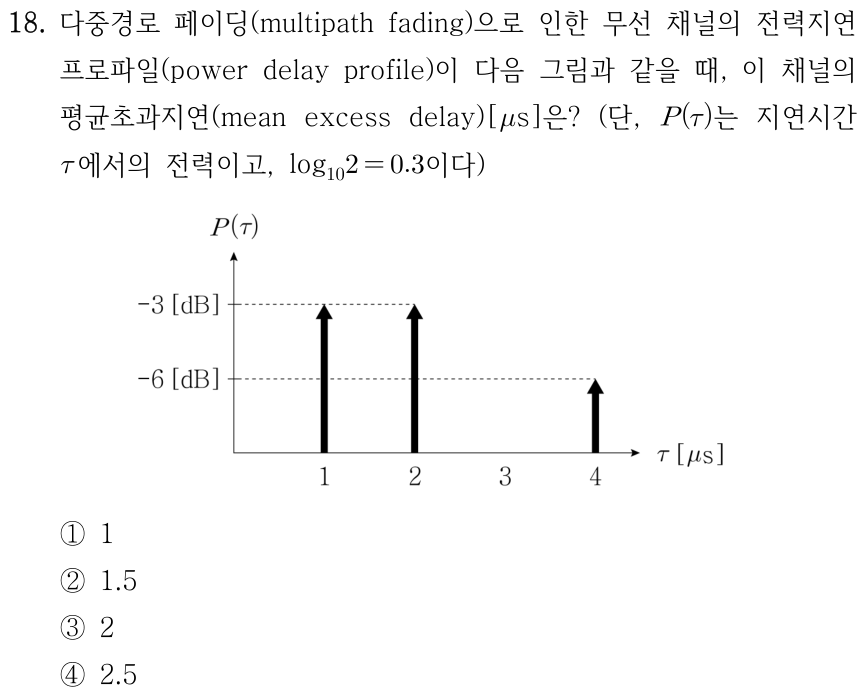 18. 다중경로 페이딩(multipath fading)으로 인한 무선 채널의 전력지연
프로파일(power delay profile)이 다음 그림과 같을 때, 이 채널의
평균초과지연(mean excess delay)[μs]은? (단, P(τ)는 지연시간
τ에서의 전력이고, log₁₀2=0.3이다)
P(τ)
-3 [dB]
-6 [dB]
τ [μs]
1 2 3 4
① 1
② 1.5
③ 2
④ 2.5